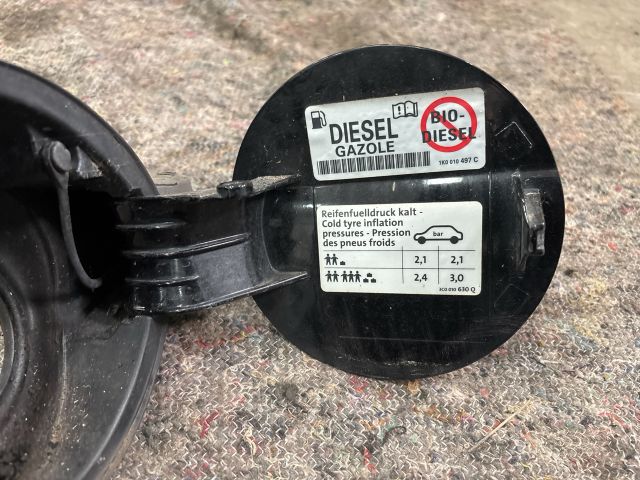 DIESEL
GAZOLE
BIO-
DIESEL
1K0 010 497 C
Reifenfuelldruck kalt -
Cold tyre inflation
pressures - Pression
des pneus froids
bar
2,1 2,1
2,4 3,0
3C0 010 630 Q